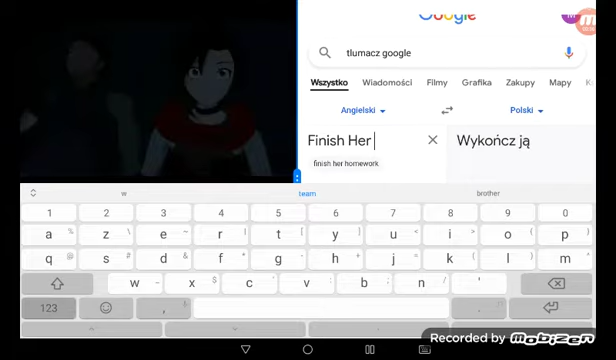 Google
M
tlumacz google
Wszystko Wiadomości Filmy Grafika Zakupy Mapy
Angielski Polski
Finish Her Wykończ ją
finish her homework
w team brother
1 2 3 4 5 6 7 8 9 0
a % z \ e ~ r | t [ y ] u < i > o { p }
q @ s # d & f * g - h + j = k ( l ) m ^
w _ x $ c " v : b ; n / '
123 , .
Recorded by MOBIZEN